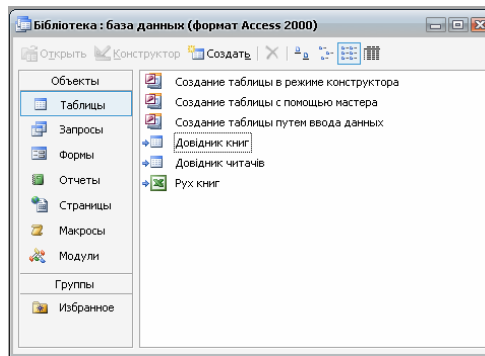 Бібліотека : база данных (формат Access 2000)
Открыть Конструктор Создать
Объекты
Таблицы
Запросы
Формы
Отчеты
Страницы
Макросы
Модули
Группы
Избранное
Создание таблицы в режиме конструктора
Создание таблицы с помощью мастера
Создание таблицы путем ввода данных
Довідник книг
Довідник читачів
Рух книг